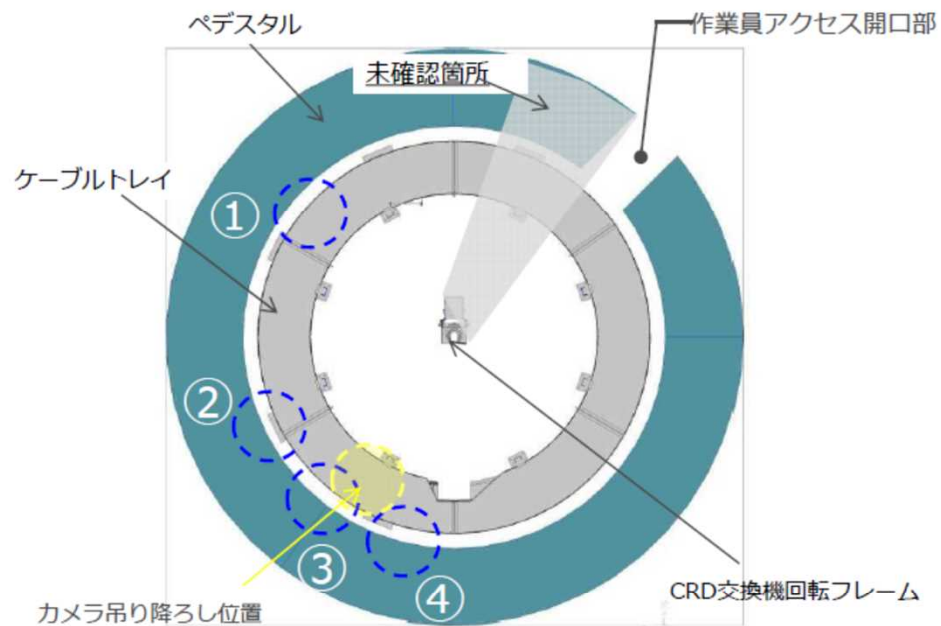 ペデスタル
作業員アクセス開口部
未確認箇所
ケーブルトレイ
①
②
③
④
カメラ吊り降ろし位置
CRD交換機回転フレーム